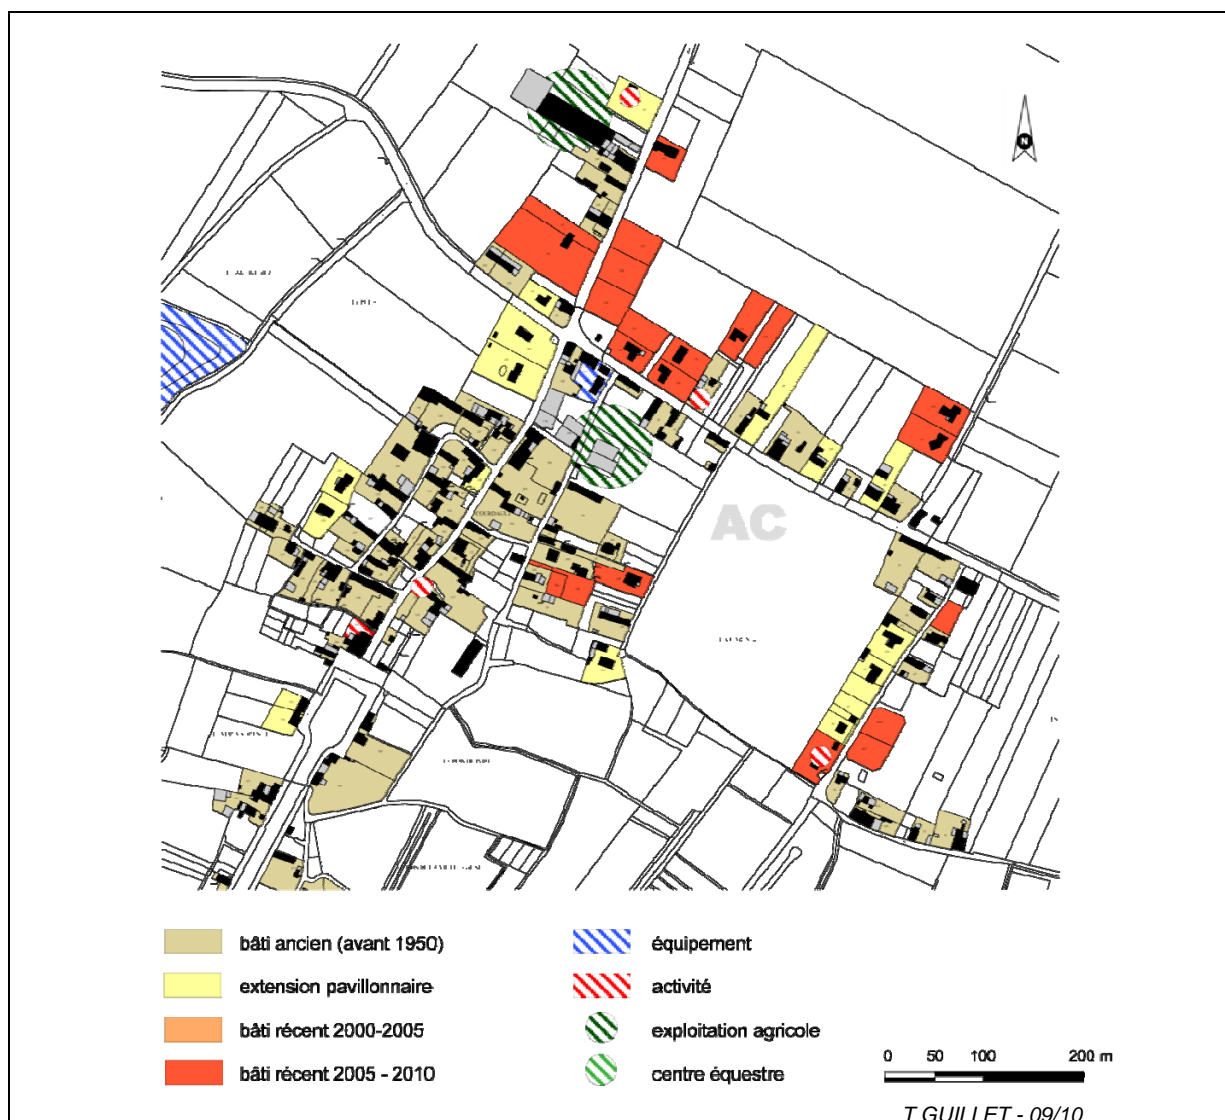 N
AC
bâti ancien (avant 1950)
extension pavillonnaire
bâti récent 2000-2005
bâti récent 2005 - 2010
équipement
activité
exploitation agricole
centre équestre
0 50 100 200 m
T GUILLET - 09/10